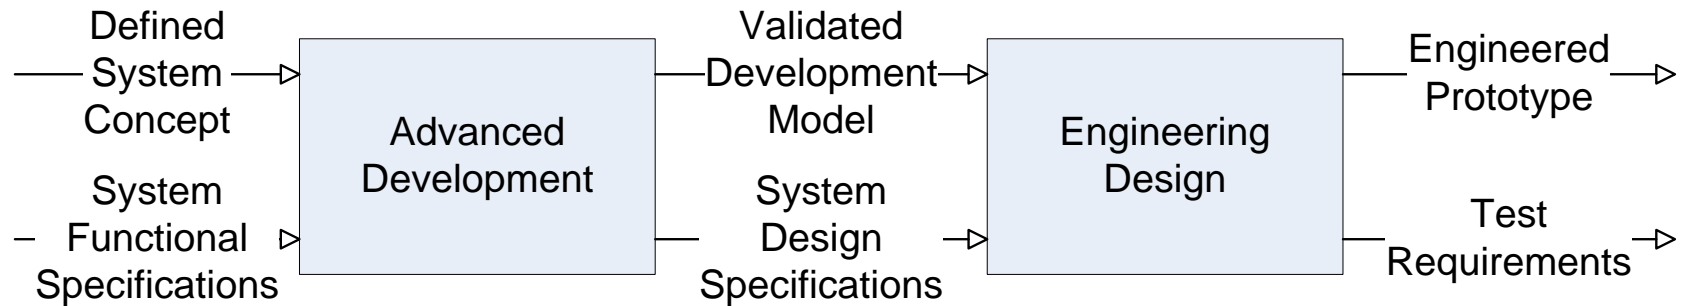 Defined
System
Concept
System
Functional
Specifications
Advanced
Development
Validated
Development
Model
System
Design
Specifications
Engineering
Design
Engineered
Prototype
Test
Requirements